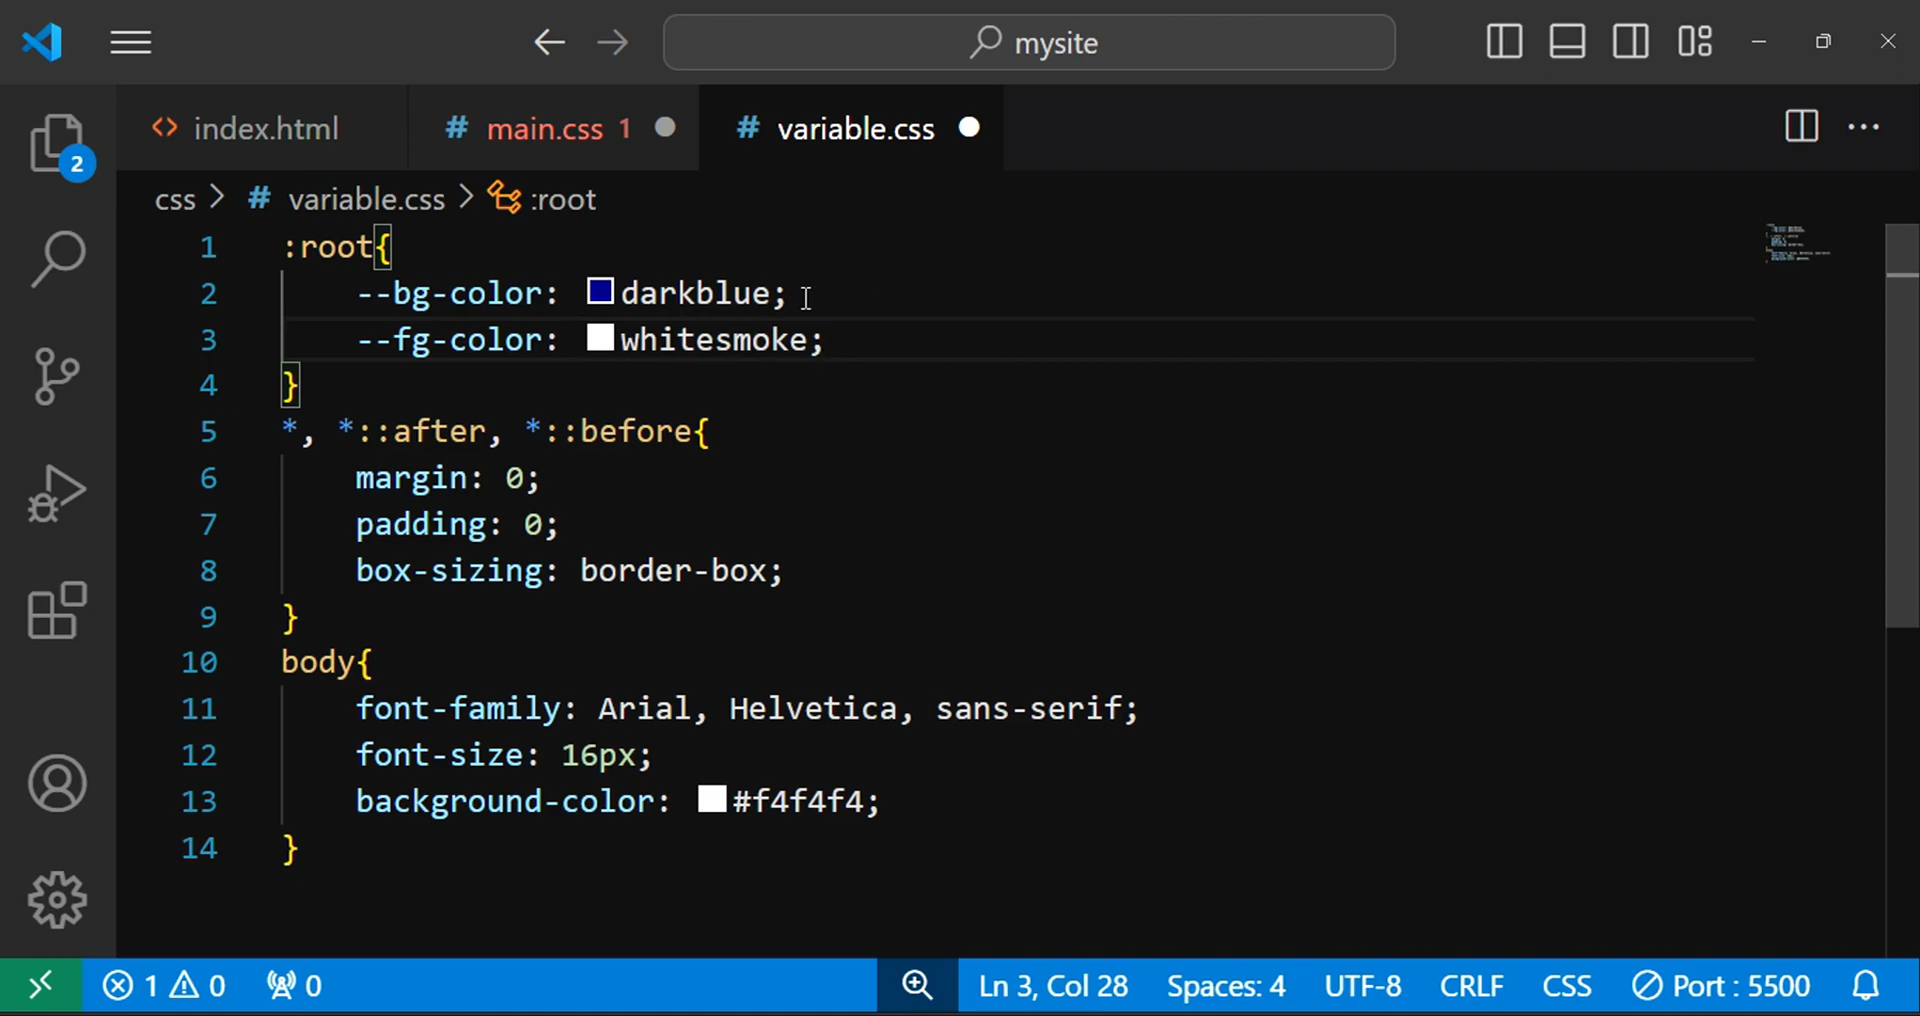 mysite
index.html
# main.css 1
# variable.css
css > # variable.css > :root
2
1 :root{
2 --bg-color: darkblue;
3 --fg-color: whitesmoke;
4 }
5 *, *::after, *::before{
6 margin: 0;
7 padding: 0;
8 box-sizing: border-box;
9 }
10 body{
11 font-family: Arial, Helvetica, sans-serif;
12 font-size: 16px;
13 background-color: #f4f4f4;
14 }
1 0 0 Ln 3, Col 28 Spaces: 4 UTF-8 CRLF CSS Port : 5500